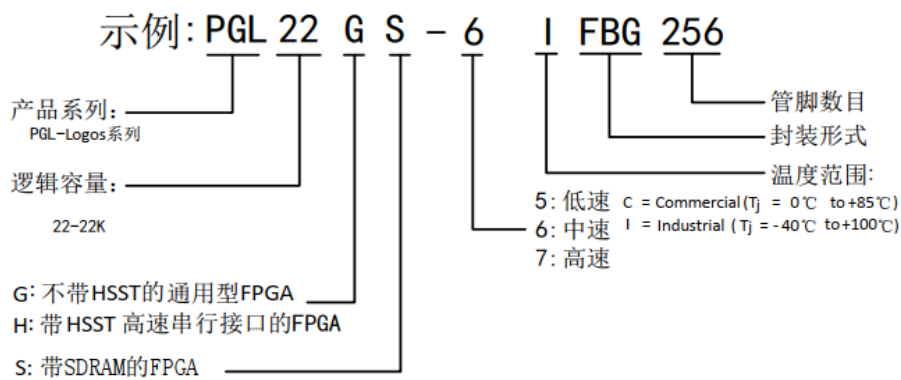 示例: PGL 22 G S - 6 I FBG 256
产品系列:
PGL-Logos系列
管脚数目
封装形式
逻辑容量:
温度范围:
22-22K
5: 低速 C = Commercial(Tj = 0℃ to+85℃)
6: 中速 I = Industrial (Tj =-40℃ to+100℃)
7: 高速
G: 不带HSST的通用型FPGA
H: 带HSST 高速串行接口的FPGA
S: 带SDRAM的FPGA